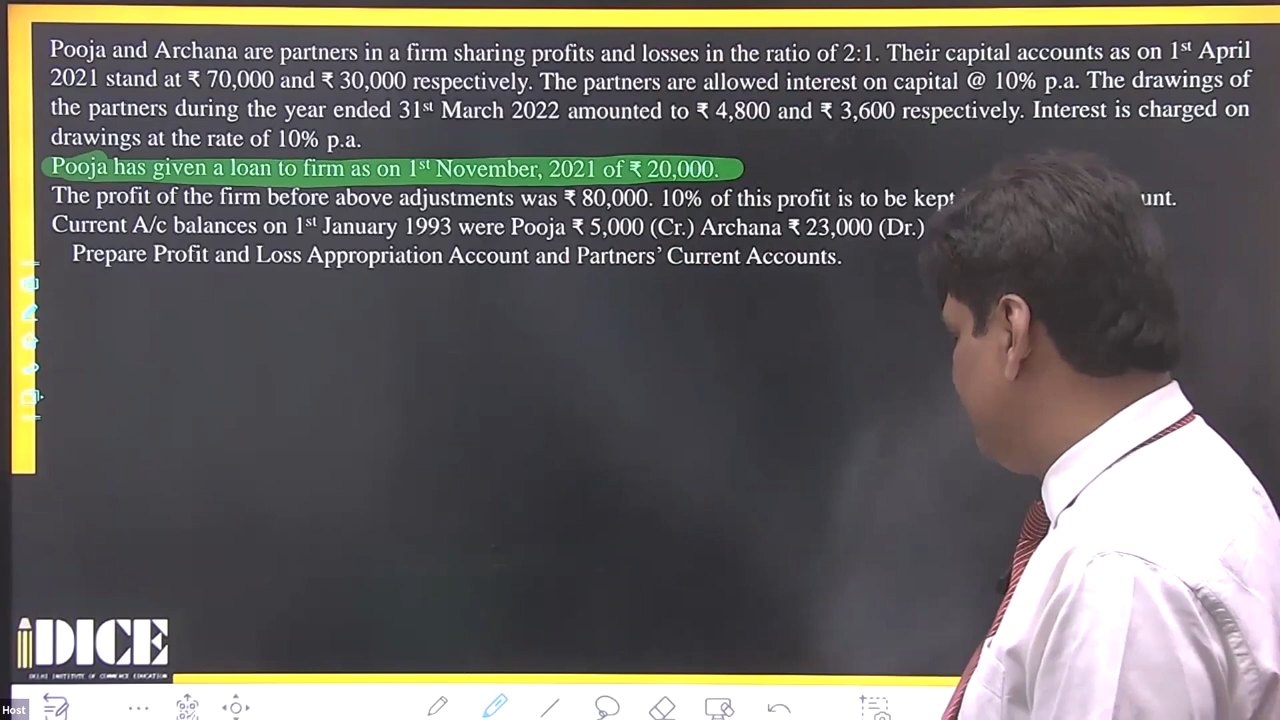 Pooja and Archana are partners in a firm sharing profits and losses in the ratio of 2:1. Their capital accounts as on 1st April
2021 stand at ₹ 70,000 and ₹ 30,000 respectively. The partners are allowed interest on capital @ 10% p.a. The drawings of
the partners during the year ended 31st March 2022 amounted to ₹ 4,800 and ₹ 3,600 respectively. Interest is charged on
drawings at the rate of 10% p.a.
Pooja has given a loan to firm as on 1st November, 2021 of ₹ 20,000.
The profit of the firm before above adjustments was ₹ 80,000. 10% of this profit is to be kept unt.
Current A/c balances on 1st January 1993 were Pooja ₹ 5,000 (Cr.) Archana ₹ 23,000 (Dr.)
Prepare Profit and Loss Appropriation Account and Partners' Current Accounts.
DICE
DELHI INSTITUTE OF COMMERCE EDUCATION
Host